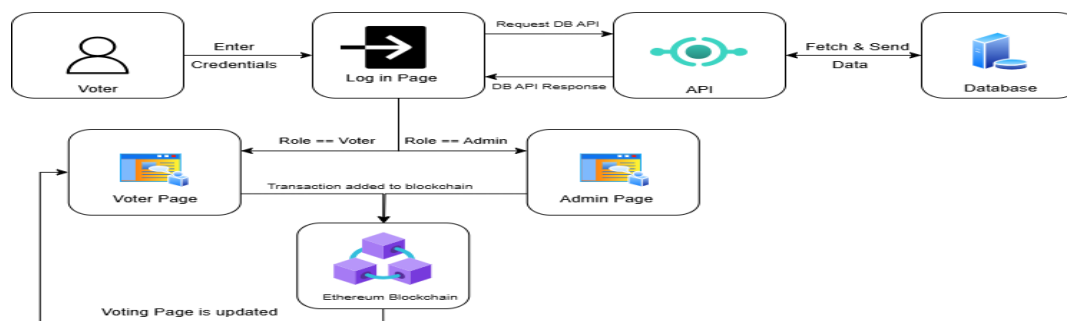 Request DB API
Enter
Credentials
Fetch & Send
Data
Log in Page
DB API Response
Voter
API
Database
Role == Voter
Role == Admin
Transaction added to blockchain
Voter Page
Admin Page
Ethereum Blockchain
Voting Page is updated